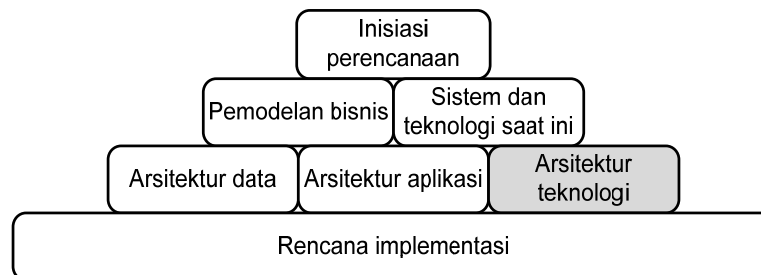 Inisiasi
perencanaan
Pemodelan bisnis
Sistem dan
teknologi saat ini
Arsitektur data
Arsitektur aplikasi
Arsitektur
teknologi
Rencana implementasi